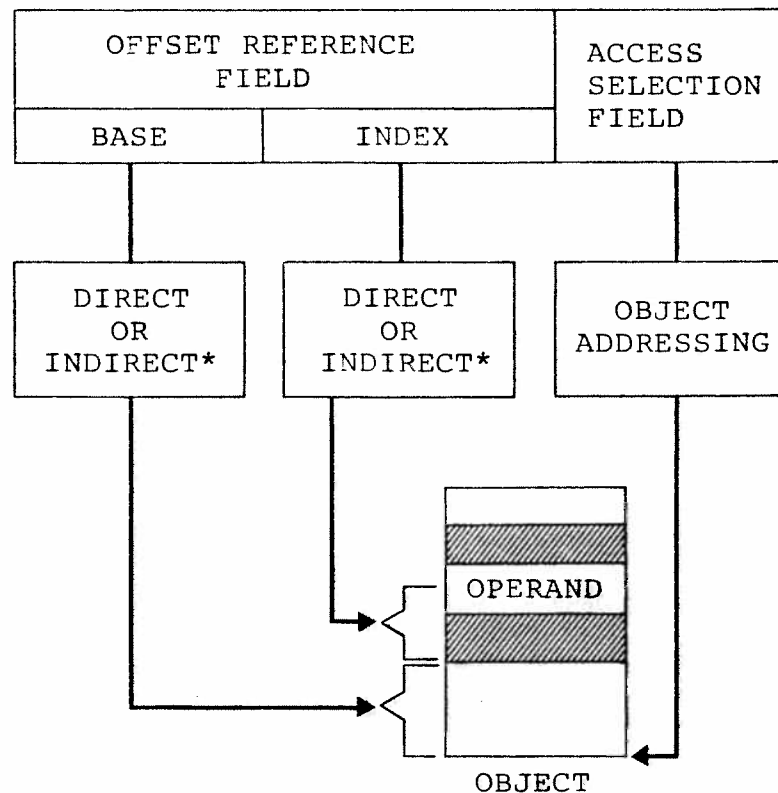 OFFSET REFERENCE
FIELD
ACCESS
SELECTION
FIELD
BASE
INDEX
DIRECT
OR
INDIRECT*
DIRECT
OR
INDIRECT*
OBJECT
ADDRESSING
OPERAND
OBJECT